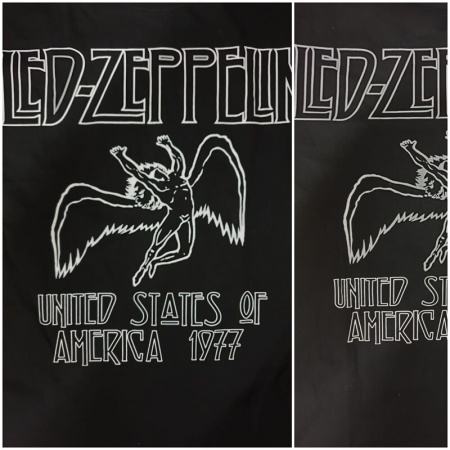 LED-ZEPPELIN
UNITED STATES OF
AMERICA 1977
LED-ZEP
UNITED ST
AMERICA